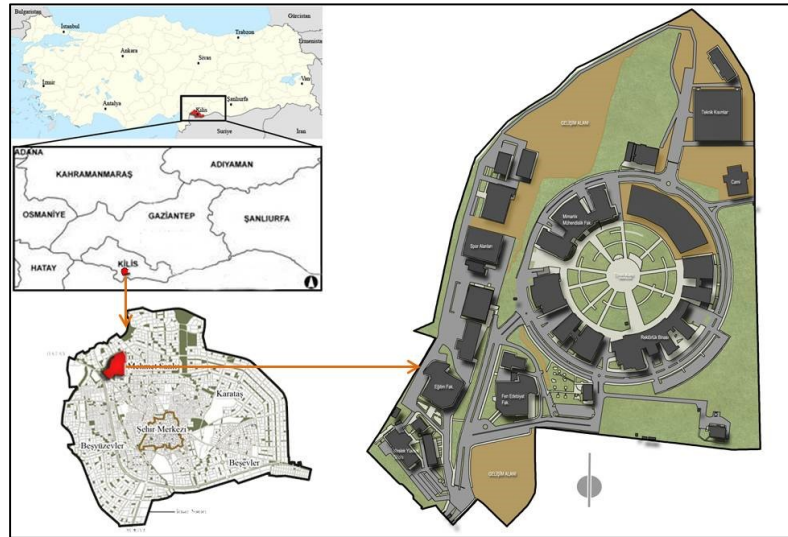 Bulgaristan
Gürcistan
İstanbul
Trabzon
Ermenistan
Ankara
Sivas
İzmir
Van
Antalya
Kilis
Şanlıurfa
Suriye
İran
ADANA
ADIYAMAN
KAHRAMANMARAŞ
OSMANİYE
GAZİANTEP
ŞANLIURFA
HATAY
KİLİS
Karataş
Şehir Merkezi
Beşyüzevler
Beşevler
GELİŞİM ALANI
Teknik Kısımlar
Cami
Mimarlık
Mühendislik Fak.
Spor Alanları
Rektörlük Binası
Eğitim Fak.
Fen Edebiyat
Fak.
GELİŞİM ALANI